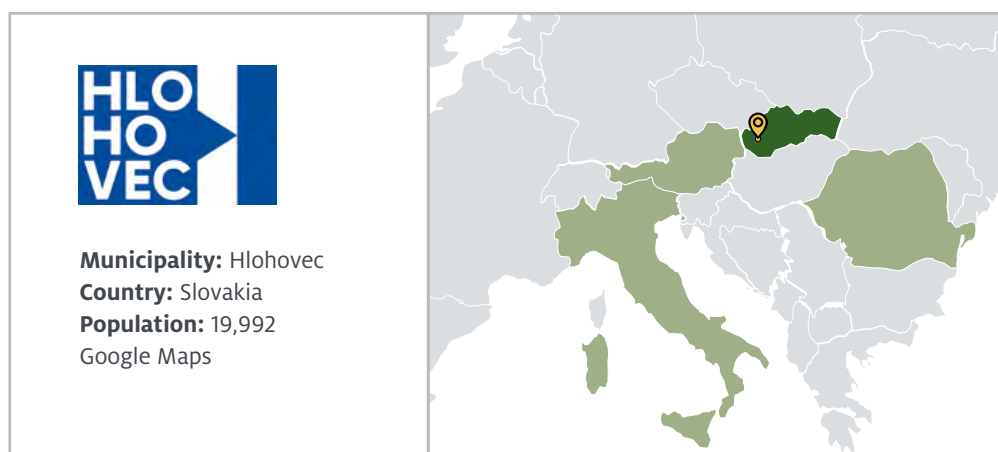 HLO
HO
VEC
Municipality: Hlohovec
Country: Slovakia
Population: 19,992
Google Maps